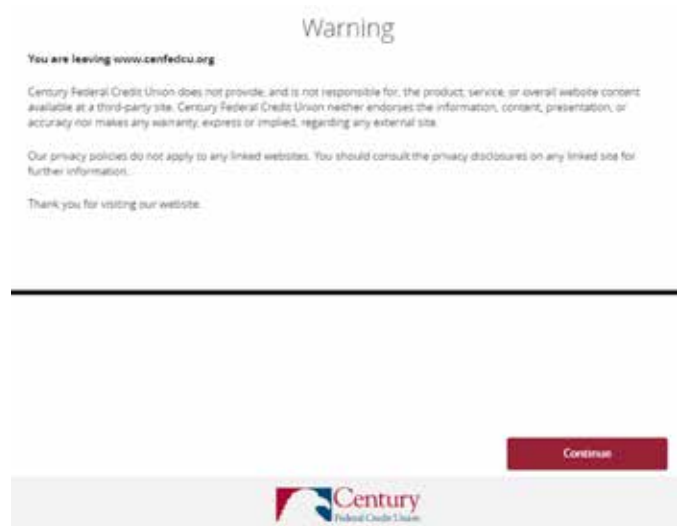 Warning
You are leaving www.cenfedcu.org
Century Federal Credit Union does not provide, and is not responsible for, the product, service, or overall website content
available at a third-party site. Century Federal Credit Union neither endorses the information, content, presentation, or
accuracy nor makes any warranty, express or implied, regarding any external site.
Our privacy policies do not apply to any linked websites. You should consult the privacy disclosures on any linked site for
further information.
Thank you for visiting our website.
Continue
Century
Federal Credit Union